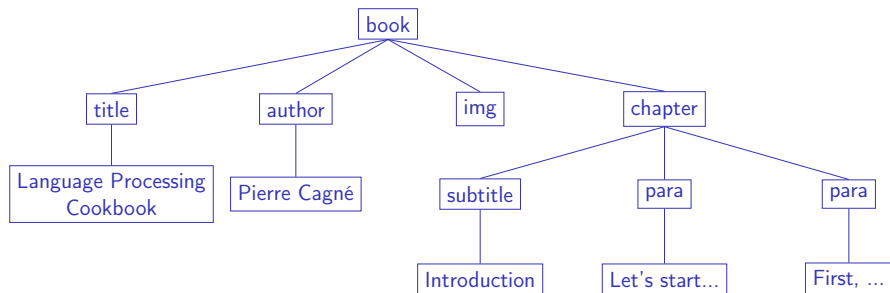 book
title
author
img
chapter
Language Processing
Cookbook
Pierre Cagné
subtitle
para
para
Introduction
Let's start...
First, ...